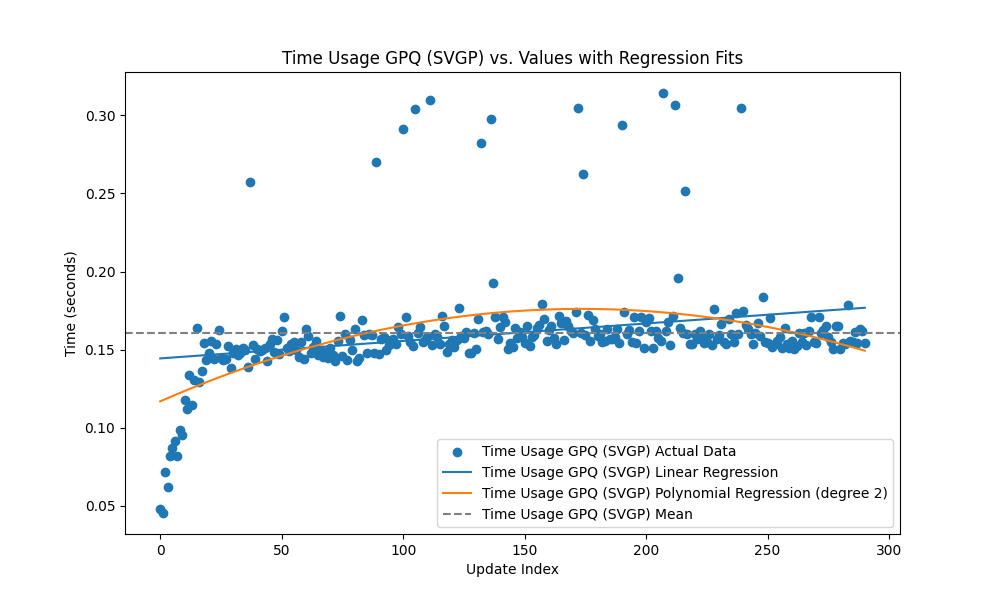 Time Usage GPQ (SVGP) vs. Values with Regression Fits
0.30
0.25
0.20
0.15
0.10
0.05
Time (seconds)
Time Usage GPQ (SVGP) Actual Data
Time Usage GPQ (SVGP) Linear Regression
Time Usage GPQ (SVGP) Polynomial Regression (degree 2)
Time Usage GPQ (SVGP) Mean
0 50 100 150 200 250 300
Update Index